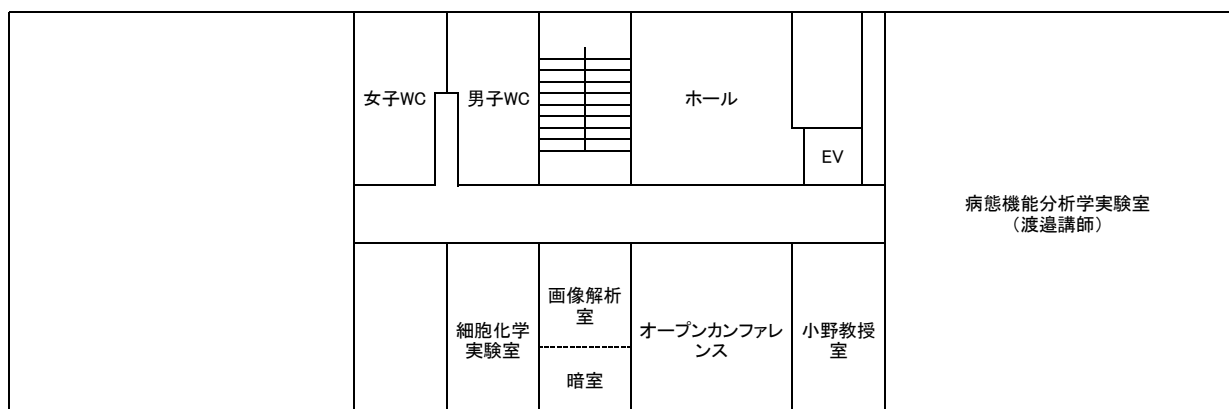 女子WC
男子WC
ホール
EV
病態機能分析学実験室
（渡邉講師）
細胞化学
実験室
画像解析
室
暗室
オープンカンファレ
ンス
小野教授
室